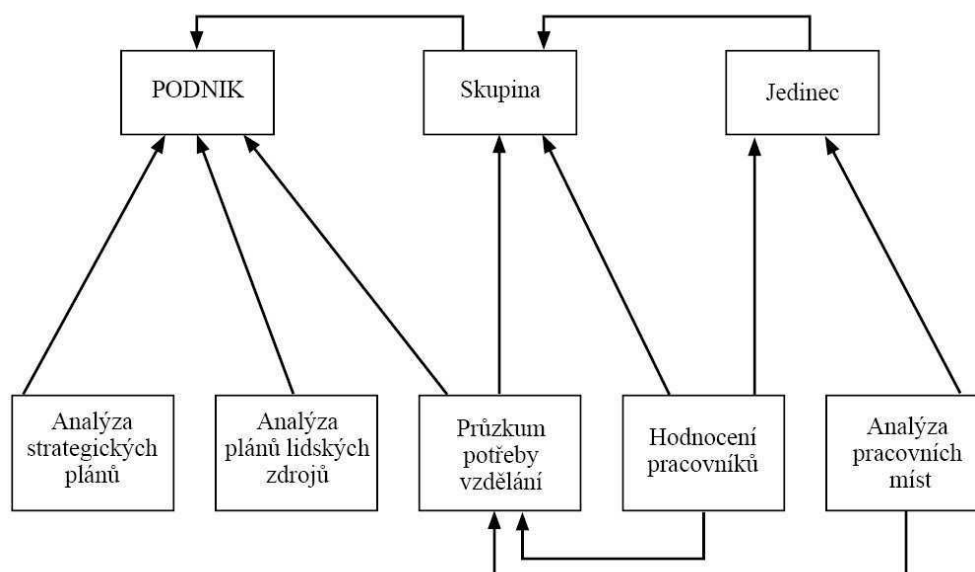 PODNIK
Skupina
Jedinec
Analýza
strategických
plánů
Analýza
plánů lidských
zdrojů
Průzkum
potřeby
vzdělání
Hodnocení
pracovníků
Analýza
pracovních
míst